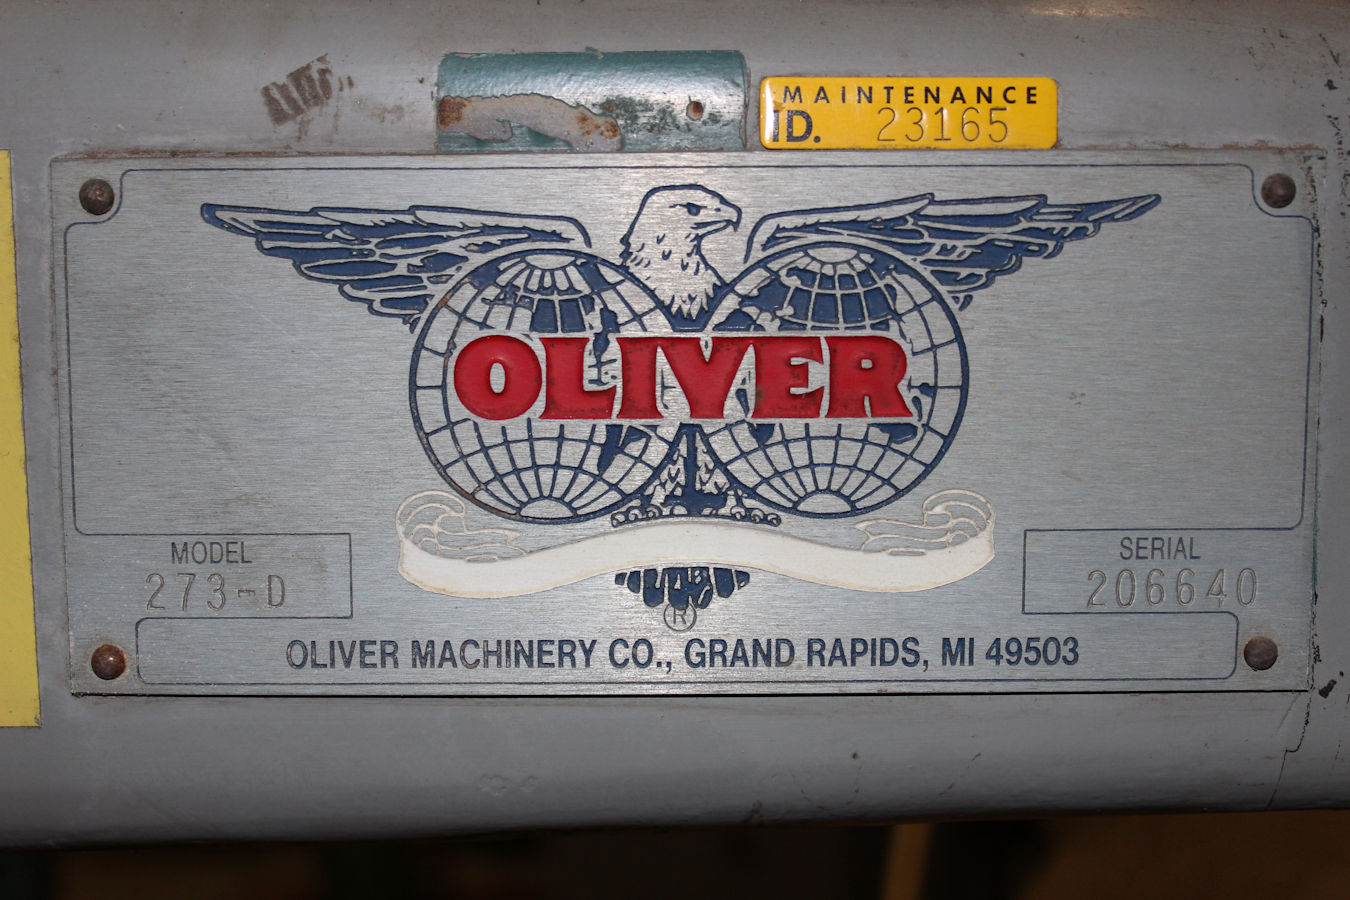 MAINTENANCE
ID. 23165
OLIVER
MODEL
273-D
SERIAL
206640
®
OLIVER MACHINERY CO., GRAND RAPIDS, MI 49503